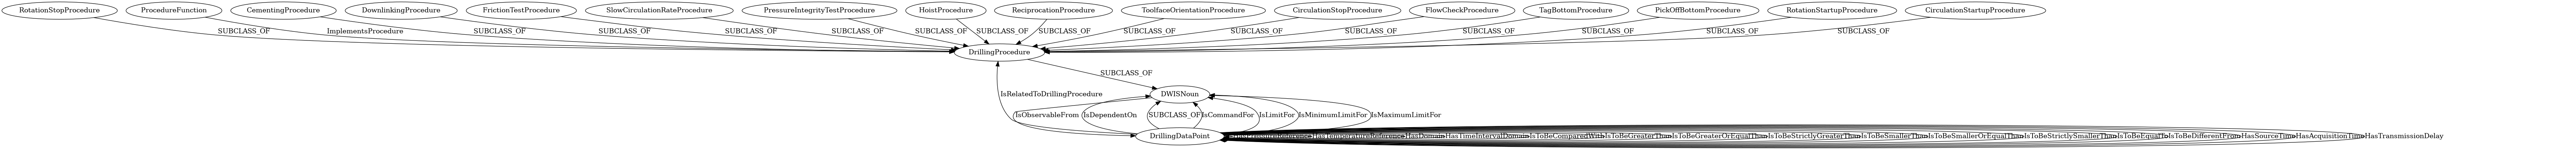 RotationStopProcedure
ProcedureFunction
CementingProcedure
DownlinkingProcedure
FrictionTestProcedure
SlowCirculationRateProcedure
PressureIntegrityTestProcedure
HoistProcedure
ReciprocationProcedure
ToolfaceOrientationProcedure
CirculationStopProcedure
FlowCheckProcedure
TagBottomProcedure
PickOffBottomProcedure
RotationStartupProcedure
CirculationStartupProcedure
SUBCLASS_OF
ImplementsProcedure
SUBCLASS_OF
SUBCLASS_OF
SUBCLASS_OF
SUBCLASS_OF
SUBCLASS_OF
SUBCLASS_OF
SUBCLASS_OF
SUBCLASS_OF
SUBCLASS_OF
SUBCLASS_OF
SUBCLASS_OF
SUBCLASS_OF
SUBCLASS_OF
SUBCLASS_OF
DrillingProcedure
SUBCLASS_OF
IsRelatedToDrillingProcedure
DWISNoun
IsObservableFrom
IsDependentOn
SUBCLASS_OF
IsCommandFor
IsLimitFor
IsMinimumLimitFor
IsMaximumLimitFor
DrillingDataPoint
HasDomain
HasTimeIntervalDomain
IsToBeComparedWith
IsToBeGreaterThan
IsToBeGreaterOrEqualThan
IsToBeStrictlyGreaterThan
IsToBeSmallerThan
IsToBeSmallerOrEqualThan
IsToBeStrictlySmallerThan
IsToBeEqualTo
IsToBeDifferentFrom
HasSourceTime
HasAcquisitionTime
HasTransmissionDelay